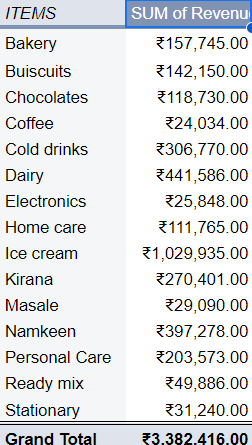 ITEMS SUM of Revenu
Bakery ₹157,745.00
Buiscuits ₹142,150.00
Chocolates ₹118,730.00
Coffee ₹24,034.00
Cold drinks ₹306,770.00
Dairy ₹441,586.00
Electronics ₹25,848.00
Home care ₹111,765.00
Ice cream ₹1,029,935.00
Kirana ₹270,401.00
Masale ₹29,090.00
Namkeen ₹397,278.00
Personal Care ₹203,573.00
Ready mix ₹49,886.00
Stationary ₹31,240.00
Grand Total ₹3,382,416.00